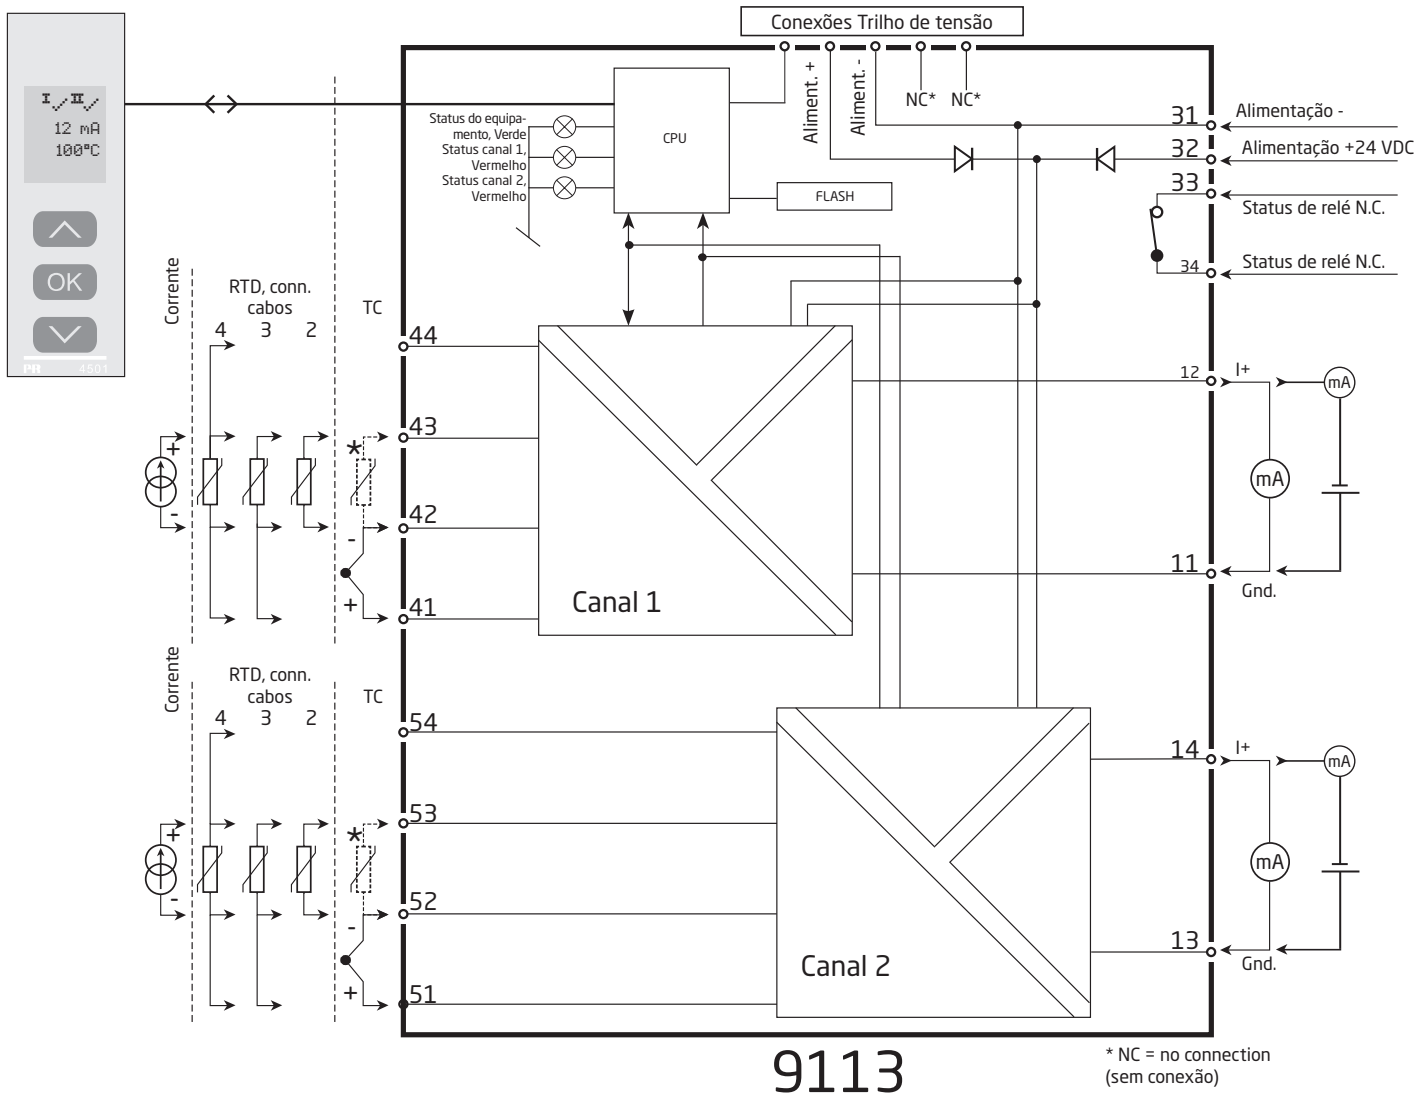 Conexões Trilho de tensão
Aliment. +
Aliment. -
NC*
NC*
I ✓ II ✓
12 mA
100°C
OK
PR 4501
Status do equipa-
mento, Verde
Status canal 1,
Vermelho
Status canal 2,
Vermelho
CPU
FLASH
31
Alimentação -
32
Alimentação +24 VDC
33
Status de relé N.C.
34
Status de relé N.C.
Corrente
RTD, conn.
cabos
4 3 2
TC
44
43
42
41
+
-
*
-
+
Canal 1
12
I+
mA
mA
11
Gnd.
Corrente
RTD, conn.
cabos
4 3 2
TC
54
53
52
51
+
-
*
-
+
Canal 2
14
I+
mA
mA
13
Gnd.
9113
* NC = no connection
(sem conexão)